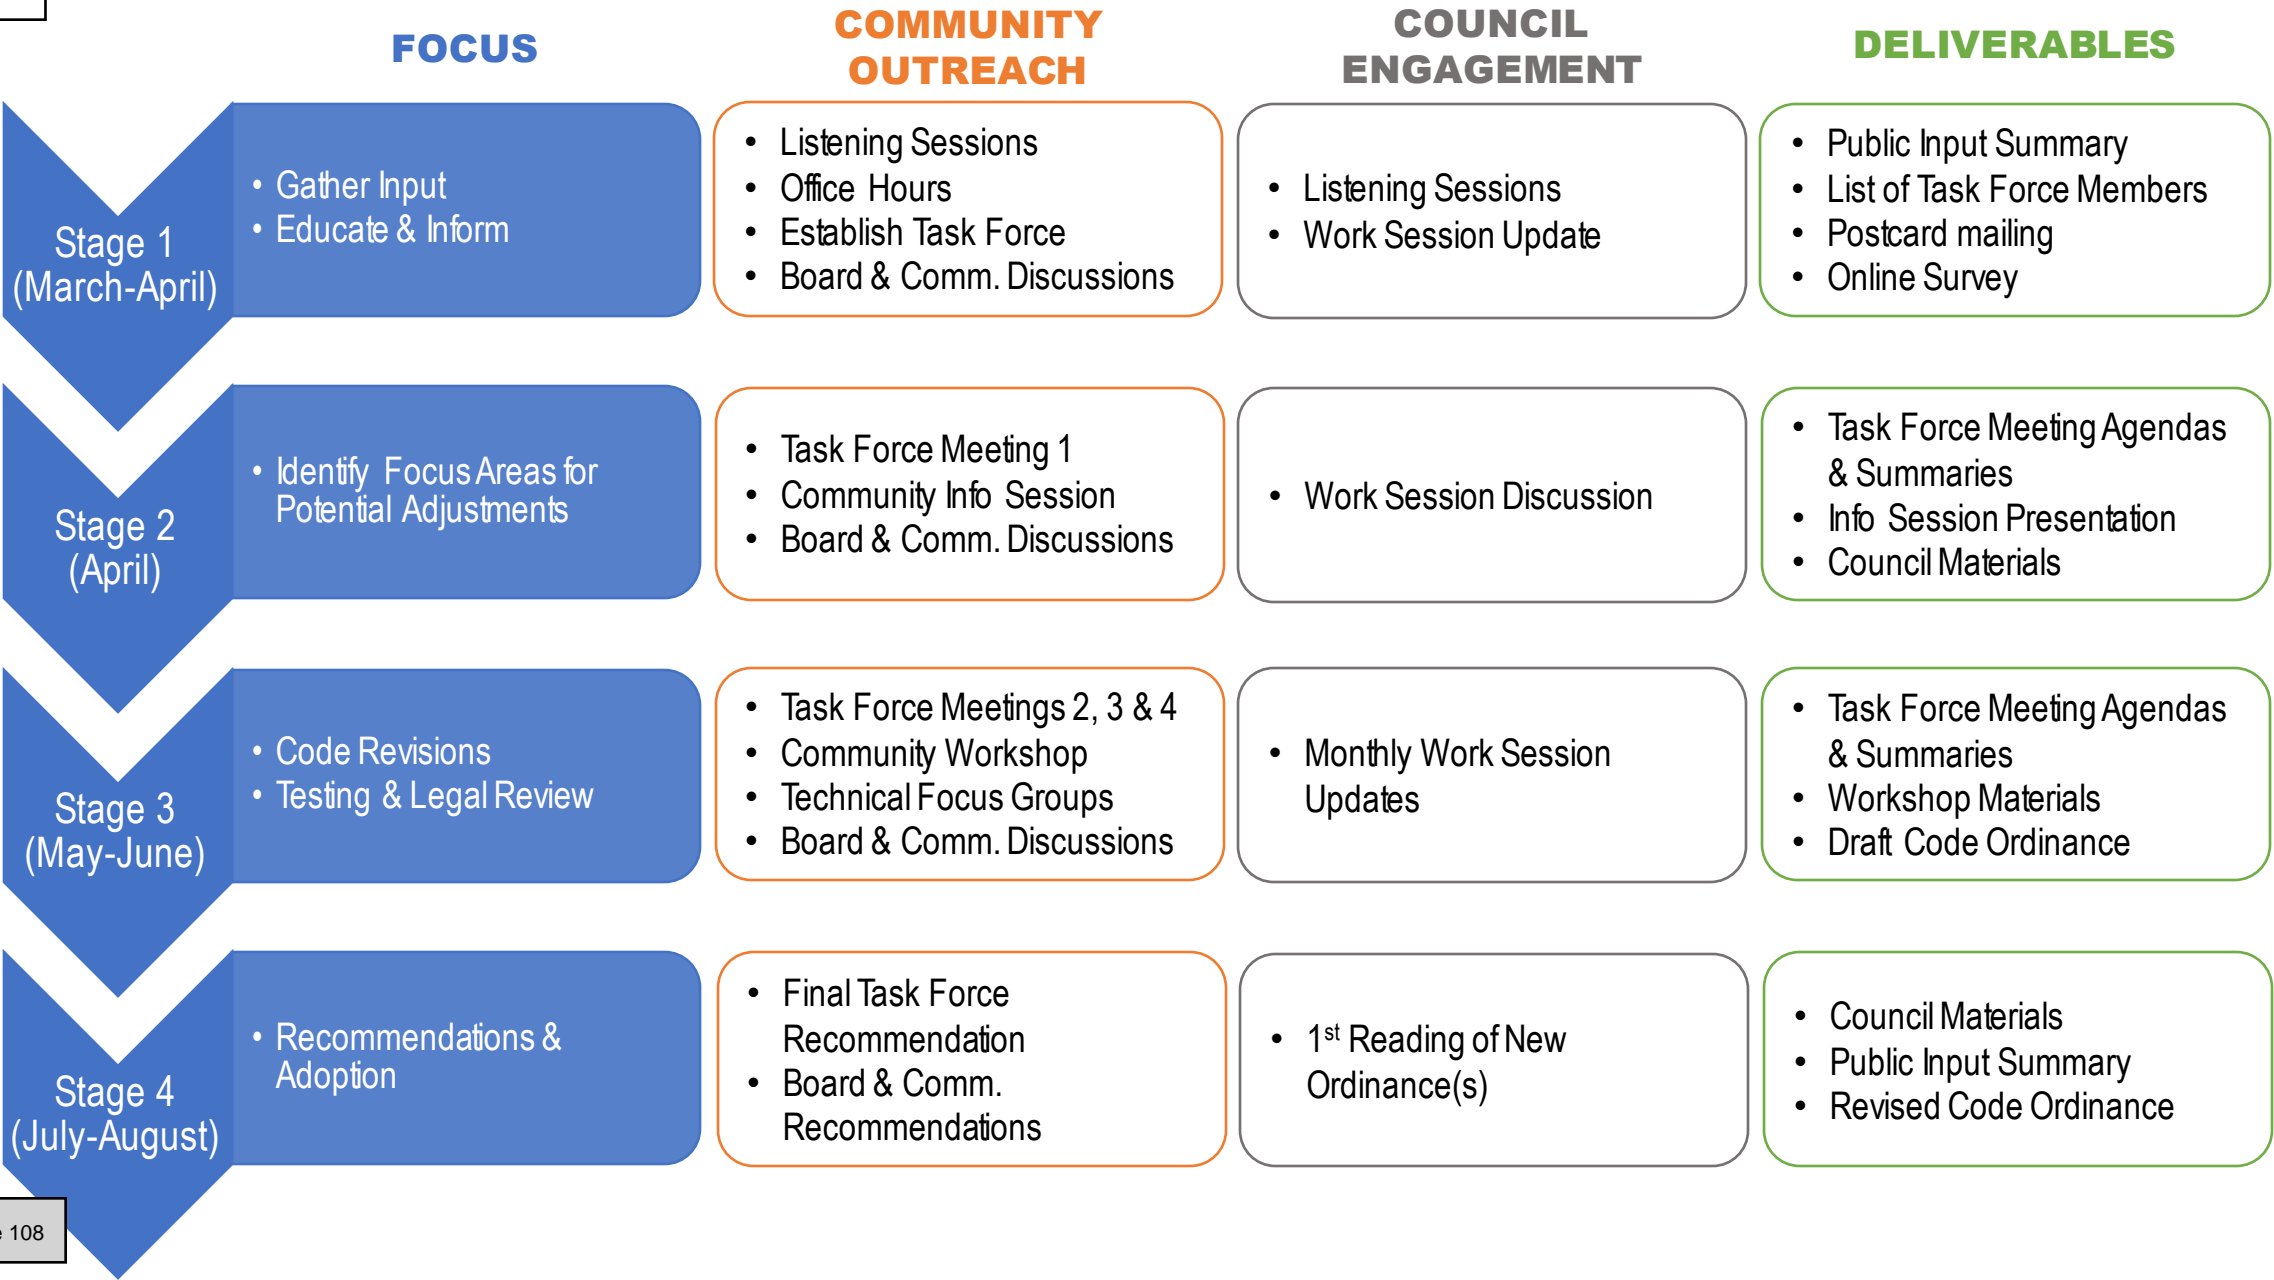 FOCUS
COMMUNITY
OUTREACH
COUNCIL
ENGAGEMENT
DELIVERABLES
Stage 1
(March-April)
• Gather Input
• Educate & Inform
• Listening Sessions
• Office Hours
• Establish Task Force
• Board & Comm. Discussions
• Listening Sessions
• Work Session Update
• Public Input Summary
• List of Task Force Members
• Postcard mailing
• Online Survey
Stage 2
(April)
• Identify Focus Areas for
Potential Adjustments
• Task Force Meeting 1
• Community Info Session
• Board & Comm. Discussions
• Work Session Discussion
• Task Force Meeting Agendas
& Summaries
• Info Session Presentation
• Council Materials
Stage 3
(May-June)
• Code Revisions
• Testing & Legal Review
• Task Force Meetings 2, 3 & 4
• Community Workshop
• Technical Focus Groups
• Board & Comm. Discussions
• Monthly Work Session
Updates
• Task Force Meeting Agendas
& Summaries
• Workshop Materials
• Draft Code Ordinance
Stage 4
(July-August)
• Recommendations &
Adoption
• Final Task Force
Recommendation
• Board & Comm.
Recommendations
• 1st Reading of New
Ordinance(s)
• Council Materials
• Public Input Summary
• Revised Code Ordinance
108